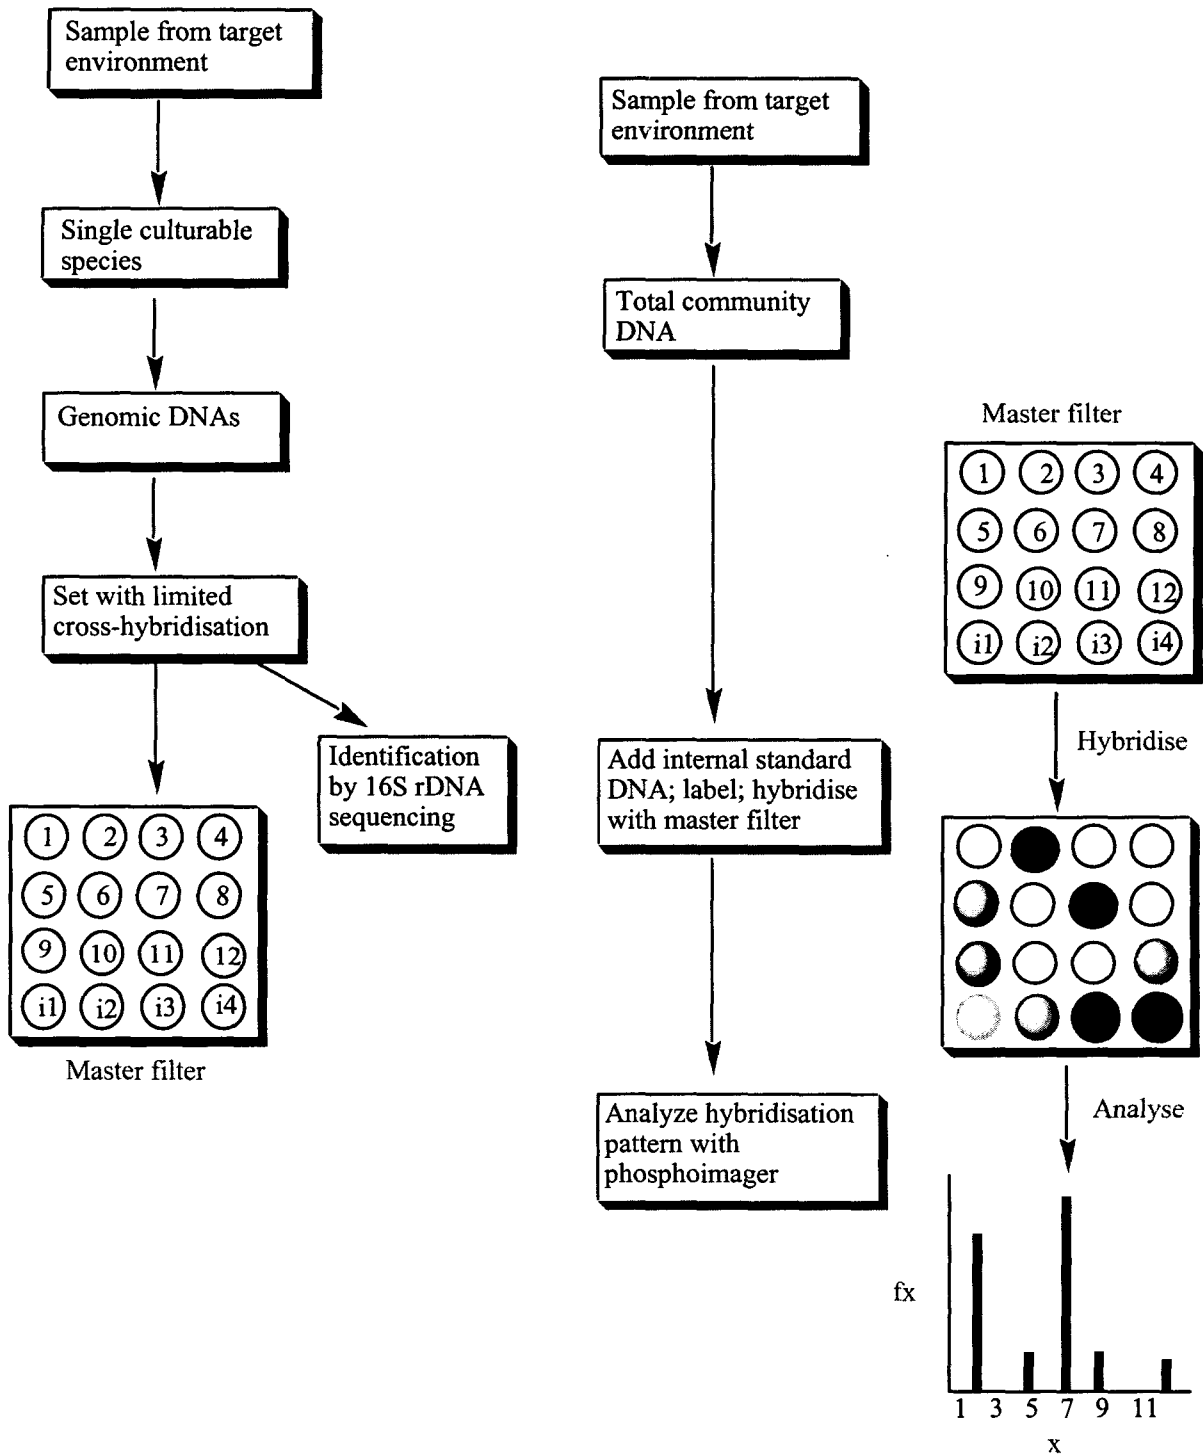 Sample from target
environment
Single culturable
species
Genomic DNAs
Set with limited
cross-hybridisation
Identification
by 16S rDNA
sequencing
1 2 3 4
5 6 7 8
9 10 11 12
i1 i2 i3 i4
Master filter
Sample from target
environment
Total community
DNA
Add internal standard
DNA; label; hybridise
with master filter
Analyze hybridisation
pattern with
phosphoimager
Master filter
1 2 3 4
5 6 7 8
9 10 11 12
i1 i2 i3 i4
Hybridise
Analyse
fx
1 3 5 7 9 11
x